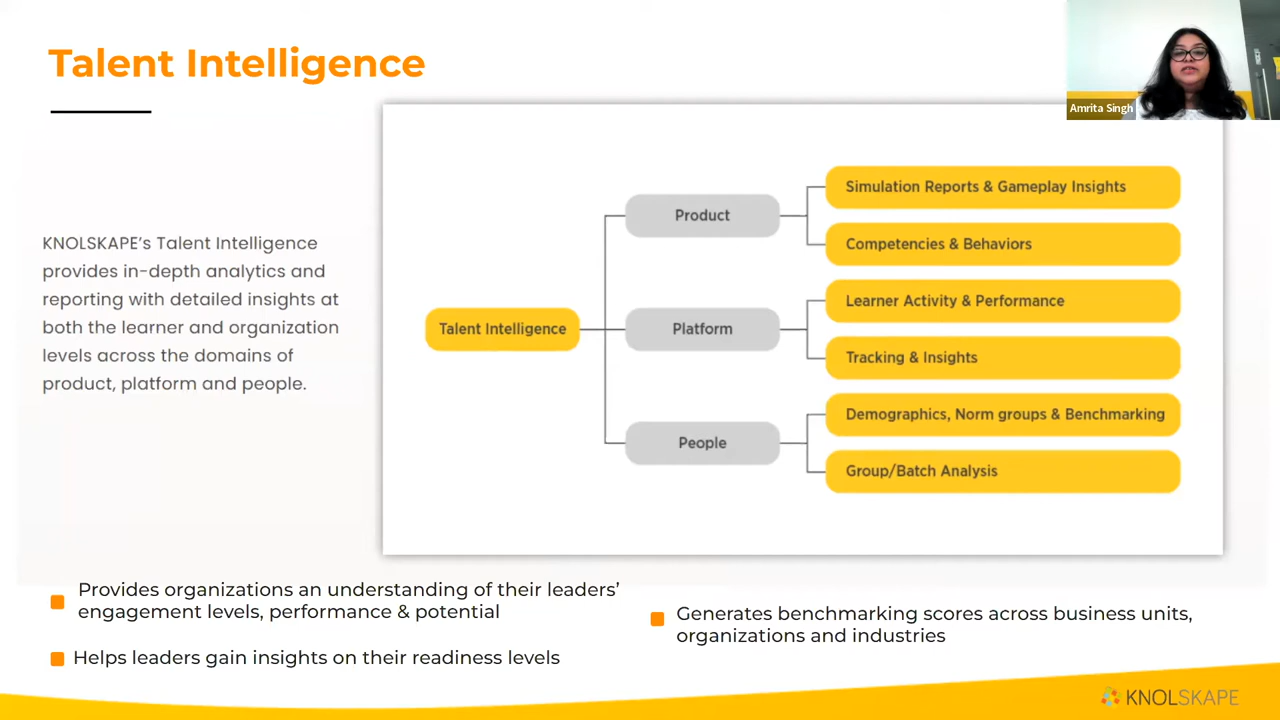 Talent Intelligence
Amrita Singh
KNOLSKAPE's Talent Intelligence
provides in-depth analytics and
reporting with detailed insights at
both the learner and organization
levels across the domains of
product, platform and people.
Talent Intelligence
Product
Platform
People
Simulation Reports & Gameplay Insights
Competencies & Behaviors
Learner Activity & Performance
Tracking & Insights
Demographics, Norm groups & Benchmarking
Group/Batch Analysis
Provides organizations an understanding of their leaders’
engagement levels, performance & potential
Helps leaders gain insights on their readiness levels
Generates benchmarking scores across business units,
organizations and industries
KNOLSKAPE